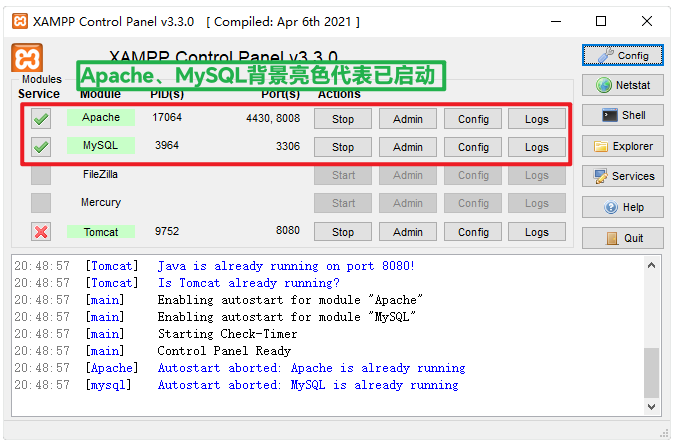 XAMPP Control Panel v3.3.0 [ Compiled: Apr 6th 2021 ]
XAMPP Control Panel v3.3.0
Config
Apache、MySQL背景亮色代表已启动
Modules
Service Module PID(s) Port(s) Actions
Netstat
Apache 17064 4430, 8008 Stop Admin Config Logs
Shell
MySQL 3964 3306 Stop Admin Config Logs
Explorer
FileZilla Start Admin Config Logs
Services
Mercury Start Admin Config Logs
Help
Tomcat 9752 8080 Stop Admin Config Logs
Quit
20:48:57 [Tomcat] Java is already running on port 8080!
20:48:57 [Tomcat] Is Tomcat already running?
20:48:57 [main] Enabling autostart for module "Apache"
20:48:57 [main] Enabling autostart for module "MySQL"
20:48:57 [main] Starting Check-Timer
20:48:57 [main] Control Panel Ready
20:48:57 [Apache] Autostart aborted: Apache is already running
20:48:57 [mysql] Autostart aborted: MySQL is already running